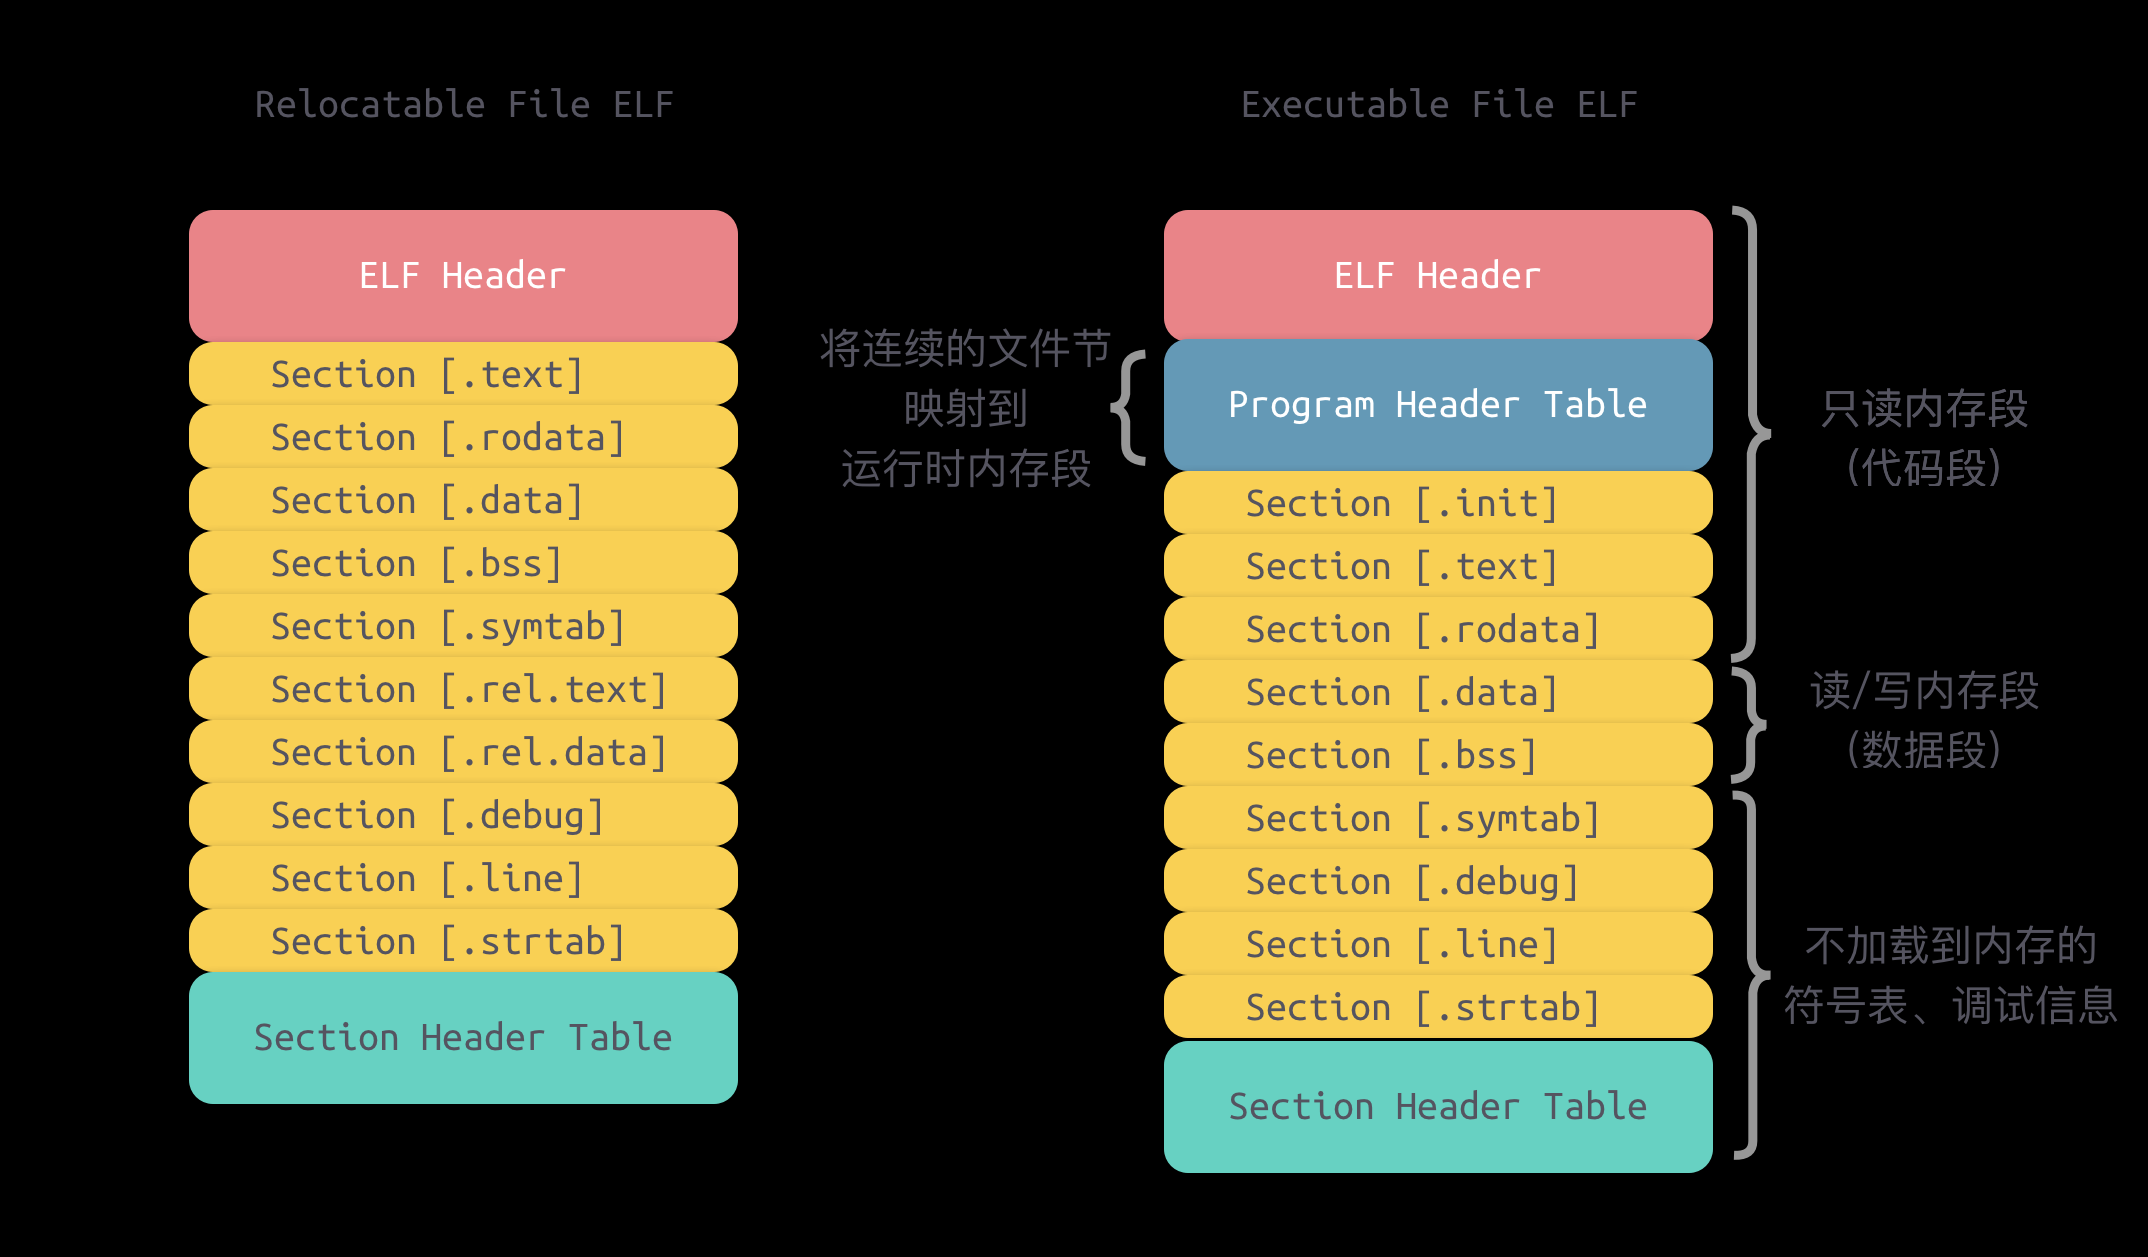 Relocatable File ELF
ELF Header
Section [.text]
Section [.rodata]
Section [.data]
Section [.bss]
Section [.symtab]
Section [.rel.text]
Section [.rel.data]
Section [.debug]
Section [.line]
Section [.strtab]
Section Header Table
将连续的文件节
映射到
运行时内存段
Executable File ELF
ELF Header
Program Header Table
Section [.init]
Section [.text]
Section [.rodata]
Section [.data]
Section [.bss]
Section [.symtab]
Section [.debug]
Section [.line]
Section [.strtab]
Section Header Table
只读内存段
(代码段)
读/写内存段
(数据段)
不加载到内存的
符号表、调试信息